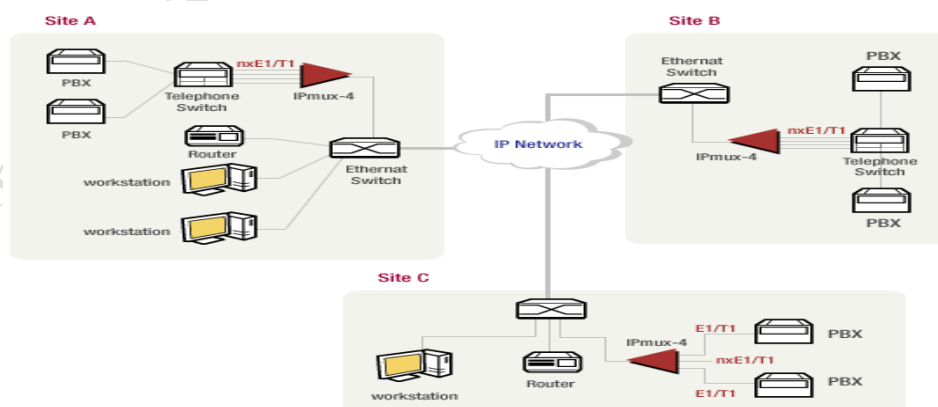 Site A
PBX
PBX
nxE1/T1
Telephone
Switch
IPmux-4
Router
workstation
workstation
Ethernat
Switch
IP Network
Site B
Ethernat
Switch
PBX
nxE1/T1
IPmux-4
Telephone
Switch
PBX
Site C
workstation
Router
IPmux-4
E1/T1
PBX
nxE1/T1
E1/T1
PBX